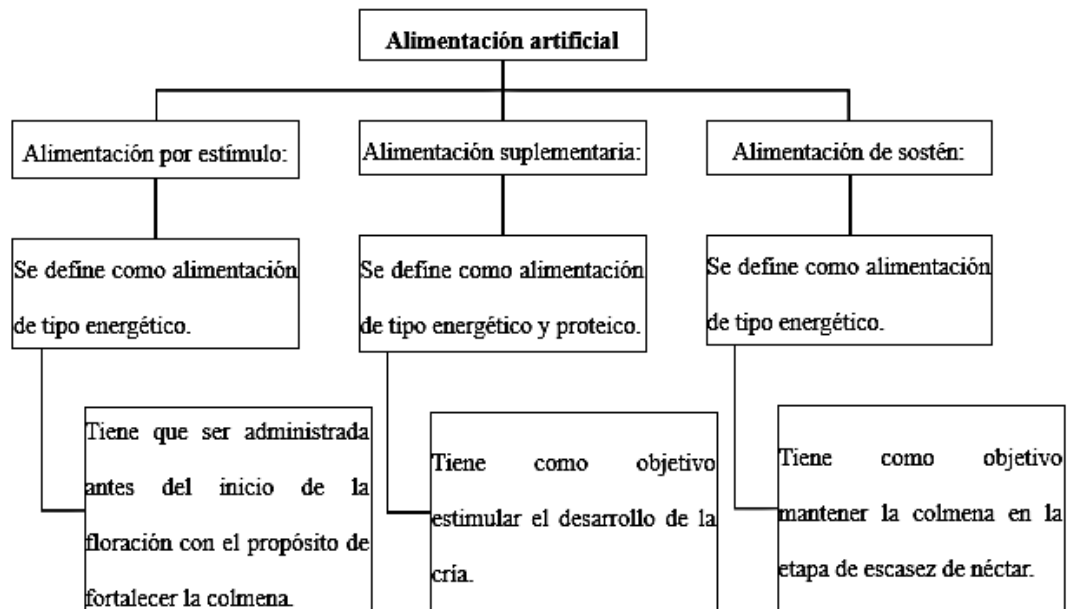 Alimentación artificial
Alimentación por estímulo:
Alimentación suplementaria:
Alimentación de sostén:
Se define como alimentación
de tipo energético.
Se define como alimentación
de tipo energético y proteico.
Se define como alimentación
de tipo energético.
Tiene que ser administrada
antes del inicio de la
floración con el propósito de
fortalecer la colmena.
Tiene como objetivo
estimular el desarrollo de la
cría.
Tiene como objetivo
mantener la colmena en la
etapa de escasez de néctar.